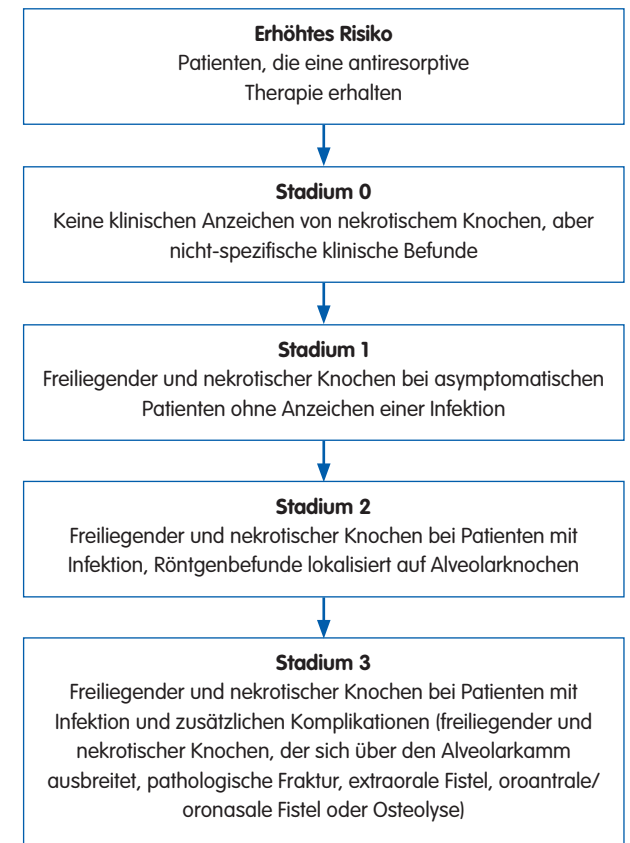 Erhöhtes Risiko
Patienten, die eine antiresorptive
Therapie erhalten
Stadium 0
Keine klinischen Anzeichen von nekrotischem Knochen, aber
nicht-spezifische klinische Befunde
Stadium 1
Freiliegender und nekrotischer Knochen bei asymptomatischen
Patienten ohne Anzeichen einer Infektion
Stadium 2
Freiliegender und nekrotischer Knochen bei Patienten mit
Infektion, Röntgenbefunde lokalisiert auf Alveolarknochen
Stadium 3
Freiliegender und nekrotischer Knochen bei Patienten mit
Infektion und zusätzlichen Komplikationen (freiliegender und
nekrotischer Knochen, der sich über den Alveolarkamm
ausbreitet, pathologische Fraktur, extraorale Fistel, oroantrale/
oronasale Fistel oder Osteolyse)